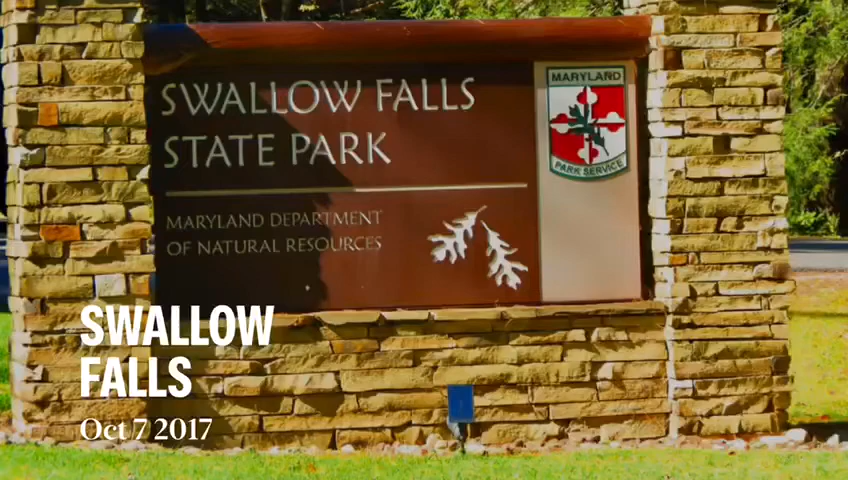 SWALLOW FALLS
STATE PARK
MARYLAND DEPARTMENT
OF NATURAL RESOURCES
MARYLAND
PARK SERVICE
SWALLOW
FALLS
Oct 7 2017